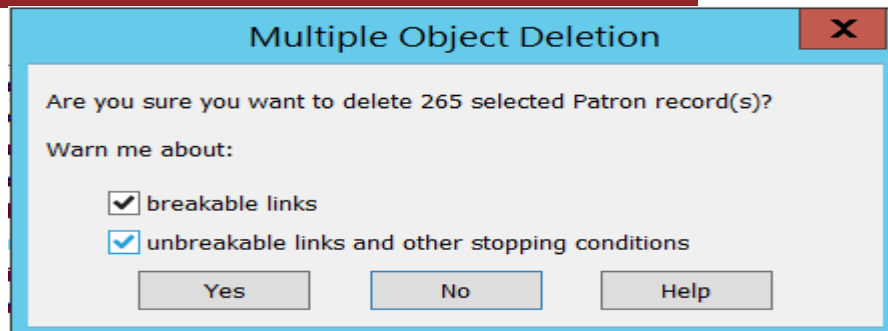 Multiple Object Deletion
Are you sure you want to delete 265 selected Patron record(s)?
Warn me about:
breakable links
unbreakable links and other stopping conditions
Yes No Help